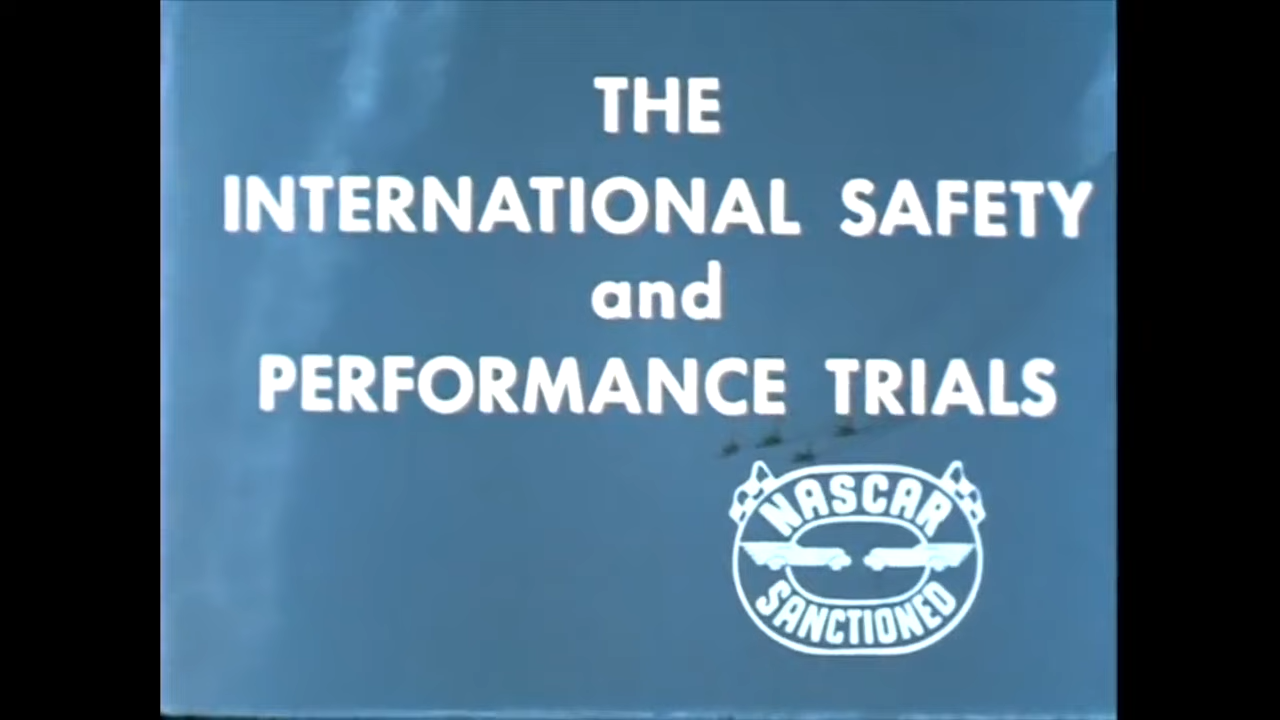 THE
INTERNATIONAL SAFETY
and
PERFORMANCE TRIALS
NASCAR
SANCTIONED